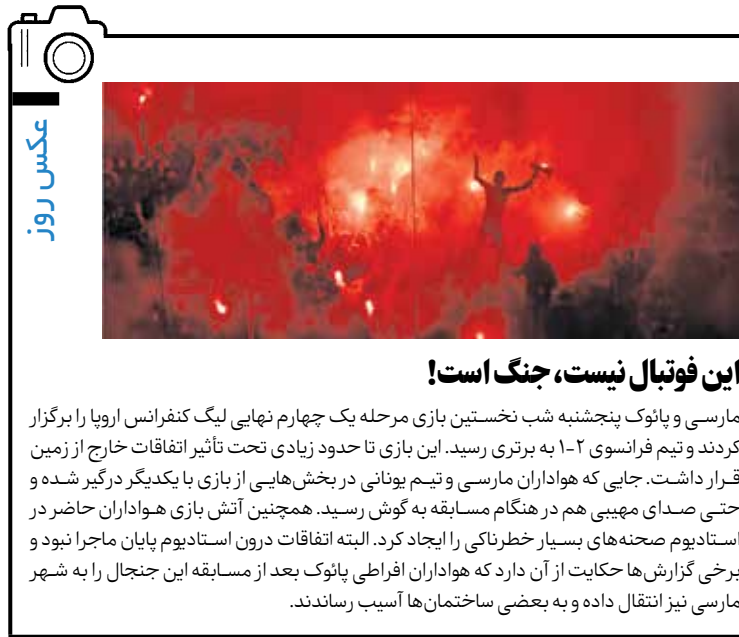 عکس روز
این فوتبال نیست، جنگ است!
مارسی و پائوک پنجشنبه شب نخستین بازی مرحله یک چهارم نهایی لیگ کنفرانس اروپا را برگزار
کردند و تیم فرانسوی ۲-۱ به برتری رسید. این بازی تا حدود زیادی تحت تأثیر اتفاقات خارج از زمین
قرار داشت. جایی که هواداران مارسی و تیم یونانی در بخش‌هایی از بازی با یکدیگر درگیر شده و
حتی صدای مهیبی هم در هنگام مسابقه به گوش رسید. همچنین آتش بازی هواداران حاضر در
استادیوم صحنه‌های بسیار خطرناکی را ایجاد کرد. البته اتفاقات درون استادیوم پایان ماجرا نبود و
برخی گزارش‌ها حکایت از آن دارد که هواداران افراطی پائوک بعد از مسابقه این جنجال را به شهر
مارسی نیز انتقال داده و به بعضی ساختمان‌ها آسیب رساندند.